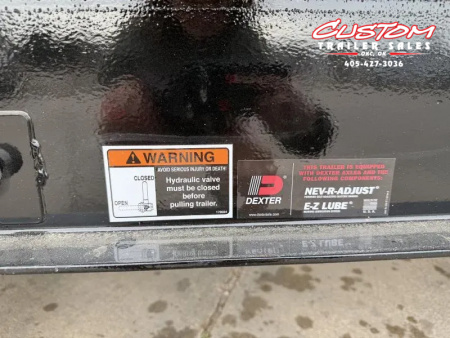 CUSTOM
TRAILER SALES
OKC, OK
405-427-3036
WARNING
AVOID SERIOUS INJURY OR DEATH
CLOSED
OPEN
Hydraulic valve
must be closed
before
pulling trailer.
DEXTER
THIS TRAILER IS EQUIPPED
WITH DEXTER AXLES AND THE
FOLLOWING COMPONENTS:
NEV-R-ADJUST®
E-Z LUBE®